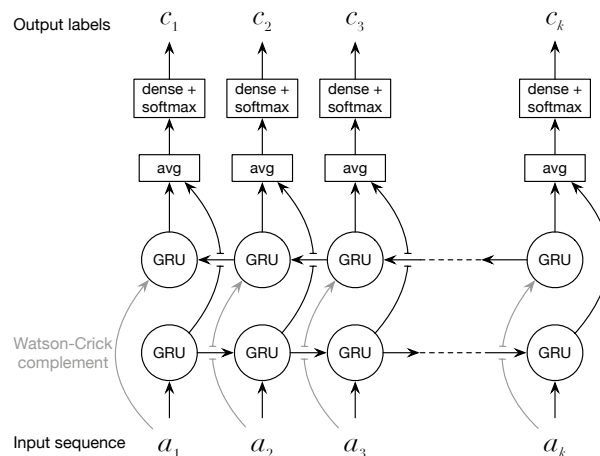 Output labels c1 c2 c3 ck
dense + dense + dense + dense +
softmax softmax softmax softmax
avg avg avg avg
GRU GRU GRU GRU
Watson-Crick
complement
GRU GRU GRU GRU
Input sequence a1 a2 a3 ak